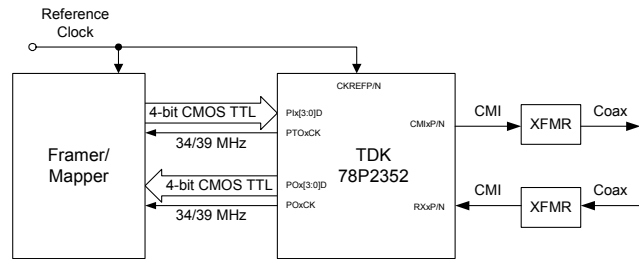 Reference
Clock
Framer/
Mapper
4-bit CMOS TTL
34/39 MHz
4-bit CMOS TTL
34/39 MHz
CKREFP/N
PIx[3:0]D
PTOxCK
CMIxP/N
TDK
78P2352
POx[3:0]D
POxCK
RXxP/N
CMI
XFMR
Coax
CMI
XFMR
Coax